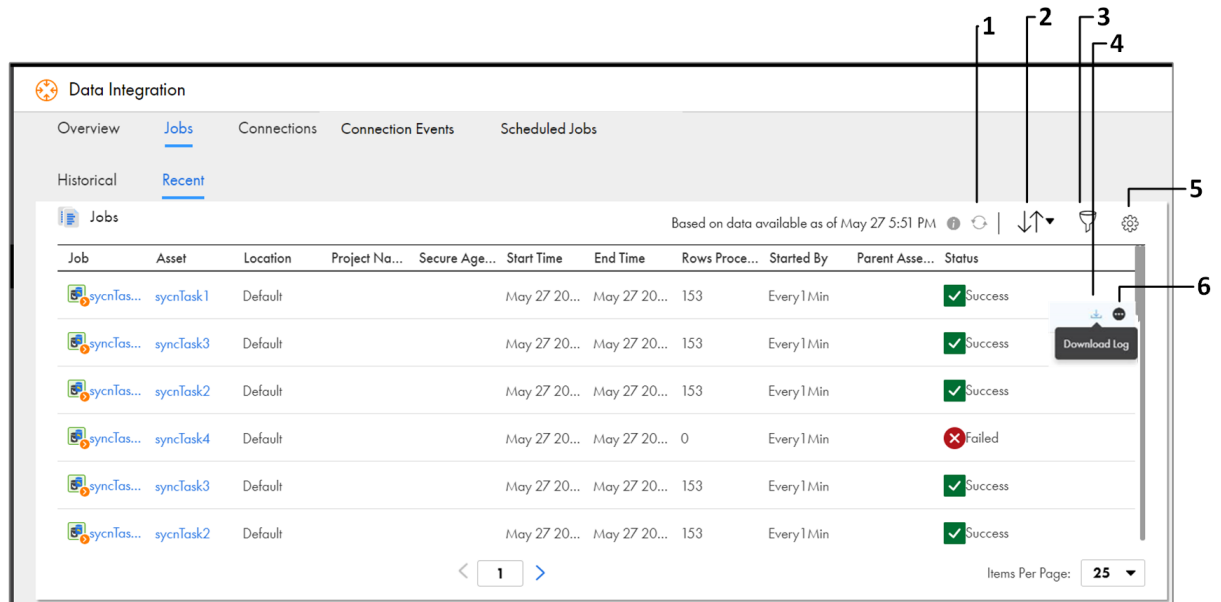 1 2 3
4
Data Integration
Overview Jobs Connections Connection Events Scheduled Jobs
Historical Recent
5
Jobs Based on data available as of May 27 5:51 PM
Job Asset Location Project Na... Secure Age... Start Time End Time Rows Proce... Started By Parent Asse... Status
sycnTas... sycnTask1 Default May 27 20... May 27 20... 153 Every1Min Success
6
syncTas... syncTask3 Default May 27 20... May 27 20... 153 Every1Min Success Download Log
sycnTas... sycnTask2 Default May 27 20... May 27 20... 153 Every1Min Success
syncTas... syncTask4 Default May 27 20... May 27 20... 0 Every1Min Failed
syncTas... syncTask3 Default May 27 20... May 27 20... 153 Every1Min Success
sycnTas... sycnTask2 Default May 27 20... May 27 20... 153 Every1Min Success
1 Items Per Page: 25